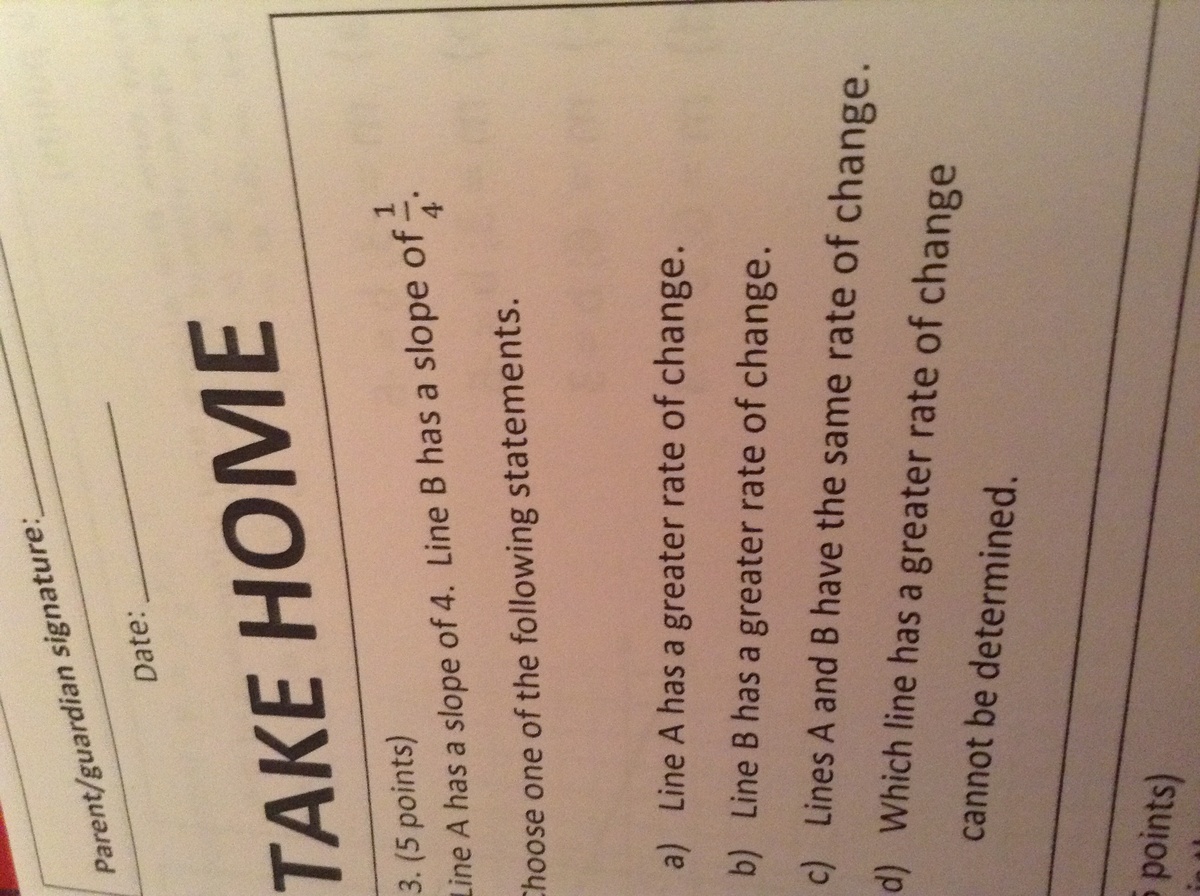 Parent/guardian signature:
Date:
TAKE HOME
3. (5 points)
Line A has a slope of 4. Line B has a slope of 1/4.
Choose one of the following statements.
a) Line A has a greater rate of change.
b) Line B has a greater rate of change.
c) Lines A and B have the same rate of change.
d) Which line has a greater rate of change
cannot be determined.
points)